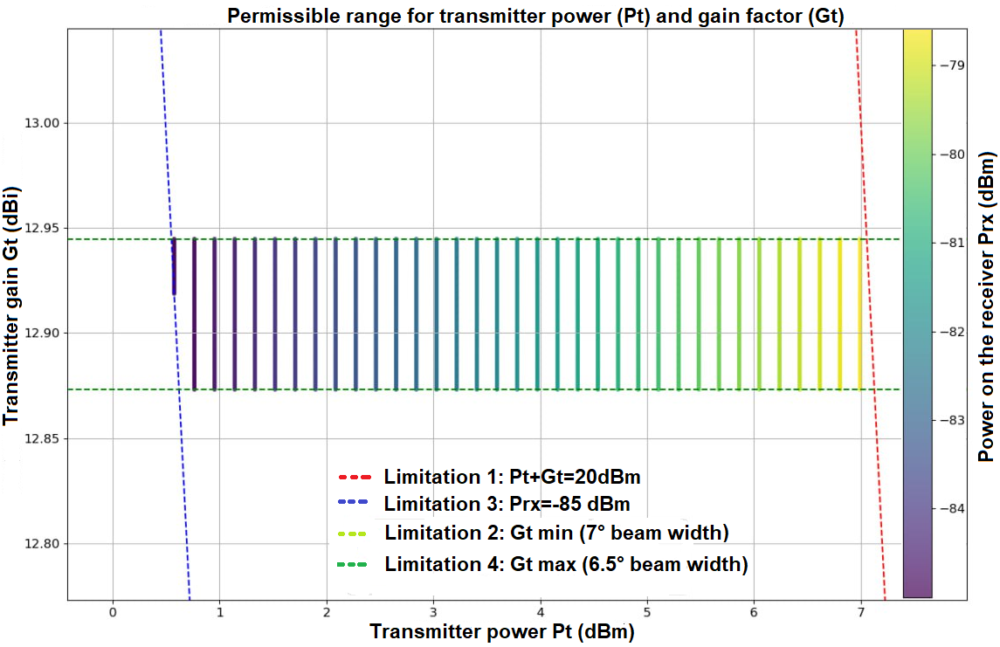 Permissible range for transmitter power (Pt) and gain factor (Gt)
Transmitter gain Gt (dBi)
13.00
12.95
12.90
12.85
12.80
0 1 2 3 4 5 6 7
Transmitter power Pt (dBm)
Limitation 1: Pt+Gt=20dBm
Limitation 3: Prx=-85 dBm
Limitation 2: Gt min (7° beam width)
Limitation 4: Gt max (6.5° beam width)
−79
−80
−81
−82
−83
−84
Power on the receiver Prx (dBm)